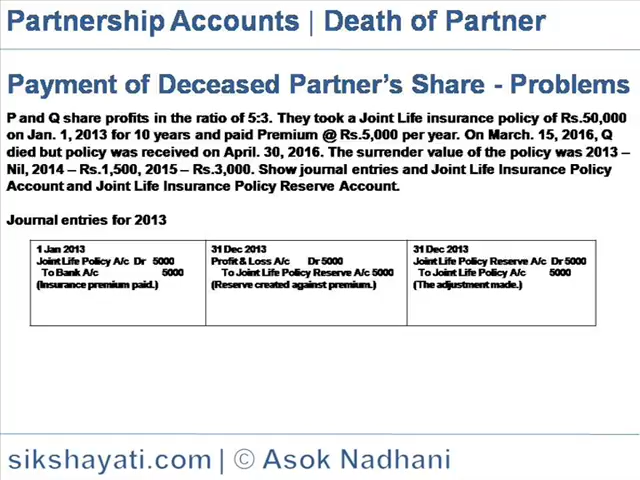 Partnership Accounts | Death of Partner
Payment of Deceased Partner's Share - Problems
P and Q share profits in the ratio of 5:3. They took a Joint Life insurance policy of Rs.50,000
on Jan. 1, 2013 for 10 years and paid Premium @ Rs.5,000 per year. On March. 15, 2016, Q
died but policy was received on April. 30, 2016. The surrender value of the policy was 2013 –
Nil, 2014 – Rs.1,500, 2015 – Rs.3,000. Show journal entries and Joint Life Insurance Policy
Account and Joint Life Insurance Policy Reserve Account.
Journal entries for 2013
1 Jan 2013
Joint Life Policy A/c Dr 5000
To Bank A/c 5000
(Insurance premium paid.)
31 Dec 2013
Profit & Loss A/c Dr 5000
To Joint Life Policy Reserve A/c 5000
(Reserve created against premium.)
31 Dec 2013
Joint Life Policy Reserve A/c Dr 5000
To Joint Life Policy A/c 5000
(The adjustment made.)
sikshayati.com | © Asok Nadhani